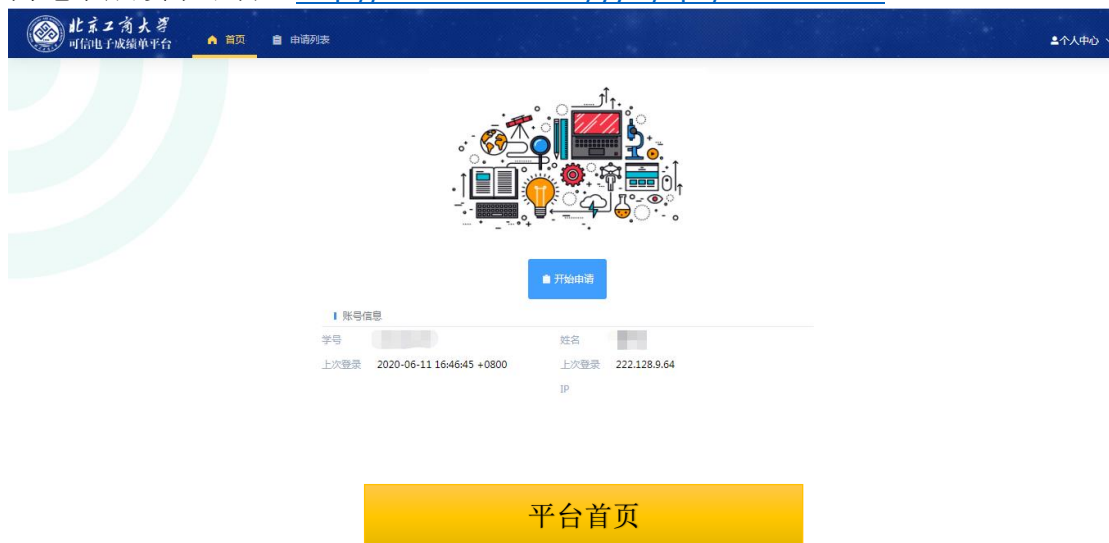 北京工商大学
可信电子成绩单平台
首页
申请列表
个人中心
开始申请
账号信息
学号
姓名
上次登录 2020-06-11 16:46:45 +0800
上次登录 222.128.9.64
IP
平台首页